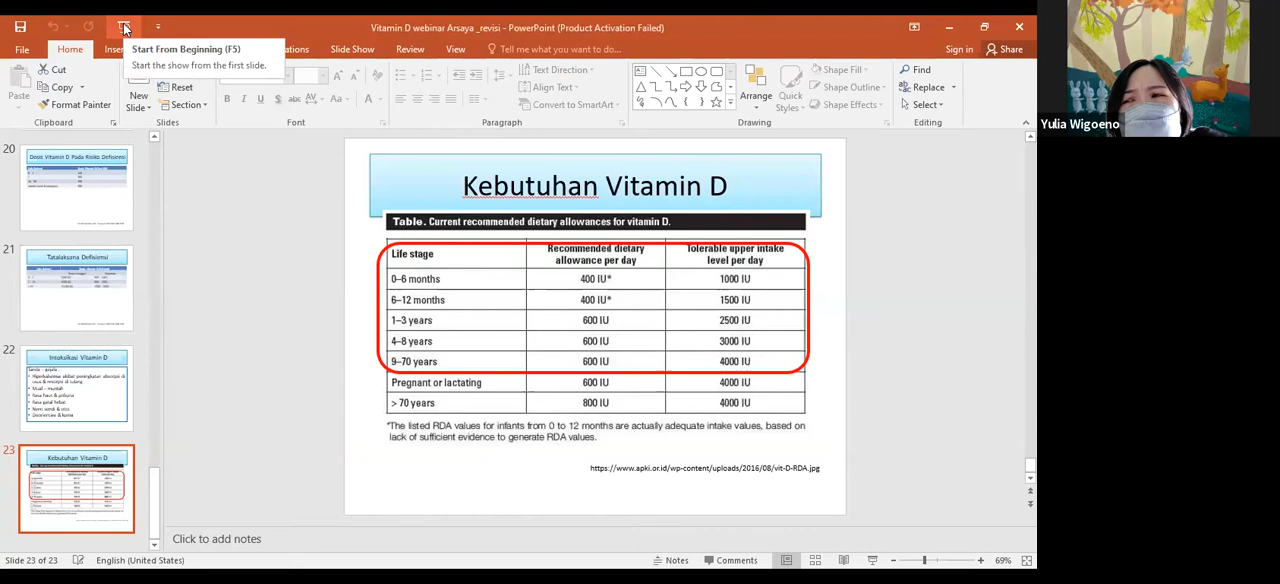 Vitamin D webinar Arsaya _revisi - PowerPoint (Product Activation Failed)
File Home Inser ations Slide Show Review View Tell me what you want to do... Sign in Share
Start From Beginning (F5)
Start the show from the first slide.
Paste Cut
Copy
Format Painter
Clipboard
New
Slide
Reset
Section
Slides
B I U S abc AV Aa A
Font
Text Direction
Align Text
Convert to SmartArt
Paragraph
Arrange
Quick
Styles
Shape Fill
Shape Outline
Shape Effects
Drawing
Find
Replace
Select
Editing
Yulia Wigoeno
20
Dosis Vitamin D Pada Risiko Defisiensi
21
Tatalaksana Defisiensi
22
Intoksikasi Vitamin D
23
Kebutuhan Vitamin D
Kebutuhan Vitamin D
Table. Current recommended dietary allowances for vitamin D.
Life stage Recommended dietary allowance per day Tolerable upper intake level per day
0–6 months 400 IU* 1000 IU
6–12 months 400 IU* 1500 IU
1–3 years 600 IU 2500 IU
4–8 years 600 IU 3000 IU
9–70 years 600 IU 4000 IU
Pregnant or lactating 600 IU 4000 IU
> 70 years 800 IU 4000 IU
*The listed RDA values for infants from 0 to 12 months are actually adequate intake values, based on
lack of sufficient evidence to generate RDA values.
https://www.apki.or.id/wp-content/uploads/2016/08/vit-D-RDA.jpg
Click to add notes
Slide 23 of 23 English (United States) Notes Comments 69%